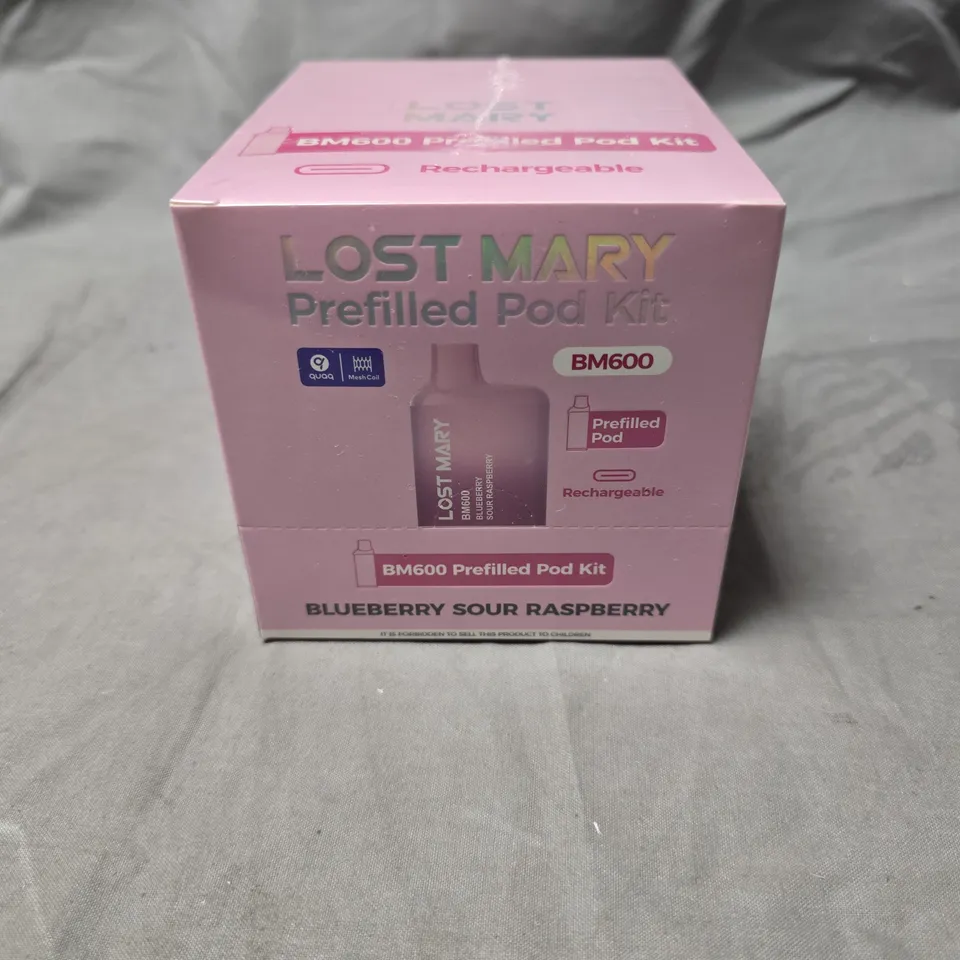 LOST
MARY
BM600 Prefilled Pod Kit
Rechargeable
LOST MARY
Prefilled Pod Kit
quaq
Mesh Coil
BM600
Prefilled
Pod
Rechargeable
LOST MARY
BM600
BLUEBERRY
SOUR RASPBERRY
BM600 Prefilled Pod Kit
BLUEBERRY SOUR RASPBERRY
IT IS FORBIDDEN TO SELL THIS PRODUCT TO CHILDREN